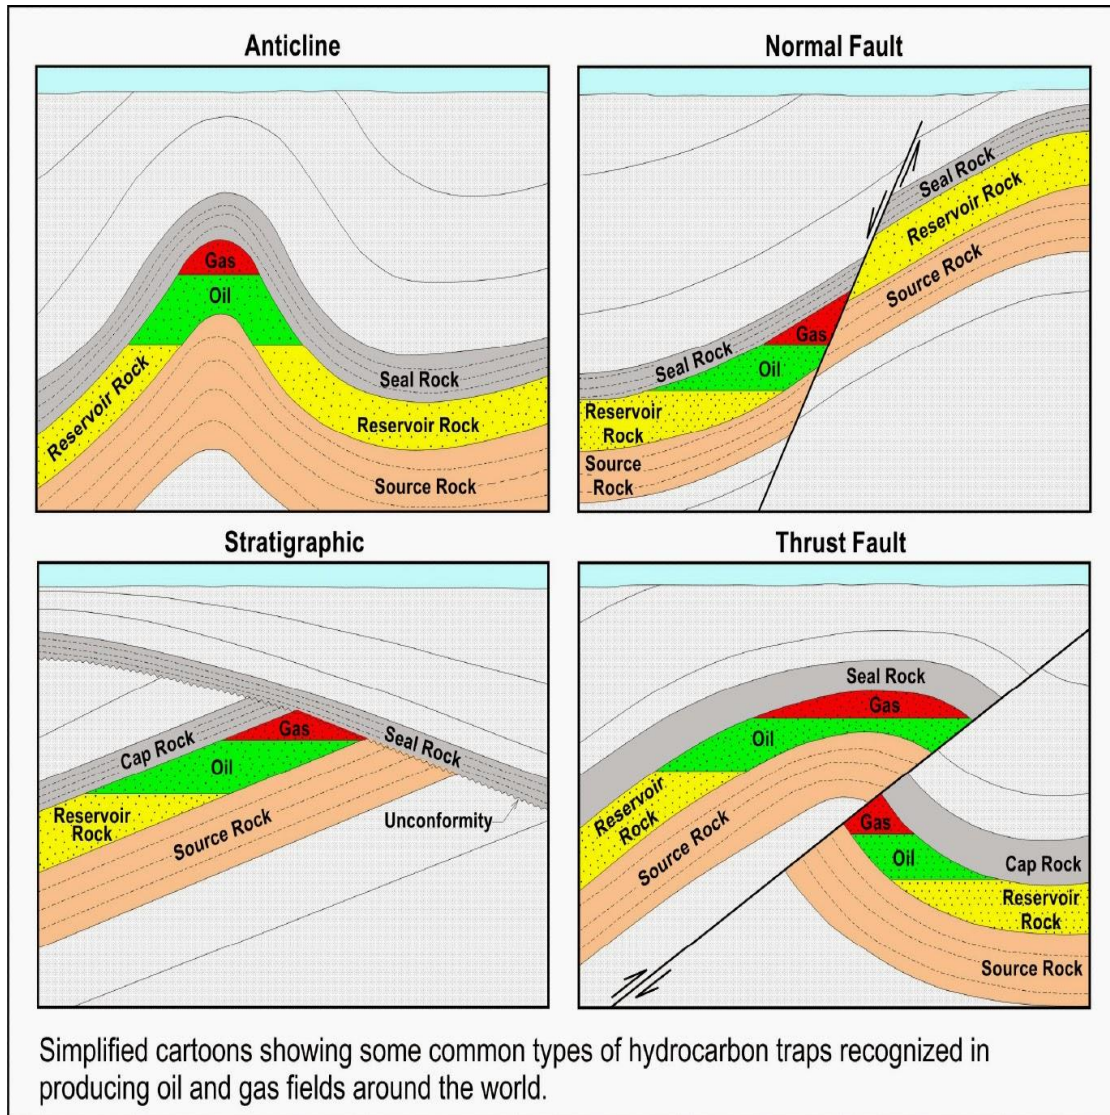 Anticline
Gas
Oil
Reservoir Rock
Seal Rock
Reservoir Rock
Source Rock
Normal Fault
Seal Rock
Reservoir Rock
Source Rock
Gas
Seal Rock
Oil
Reservoir
Rock
Source
Rock
Stratigraphic
Gas
Cap Rock
Seal Rock
Oil
Reservoir
Rock
Source Rock
Unconformity
Thrust Fault
Seal Rock
Gas
Oil
Reservoir
Rock
Source Rock
Gas
Oil
Cap Rock
Reservoir
Rock
Source Rock
Simplified cartoons showing some common types of hydrocarbon traps recognized in
producing oil and gas fields around the world.